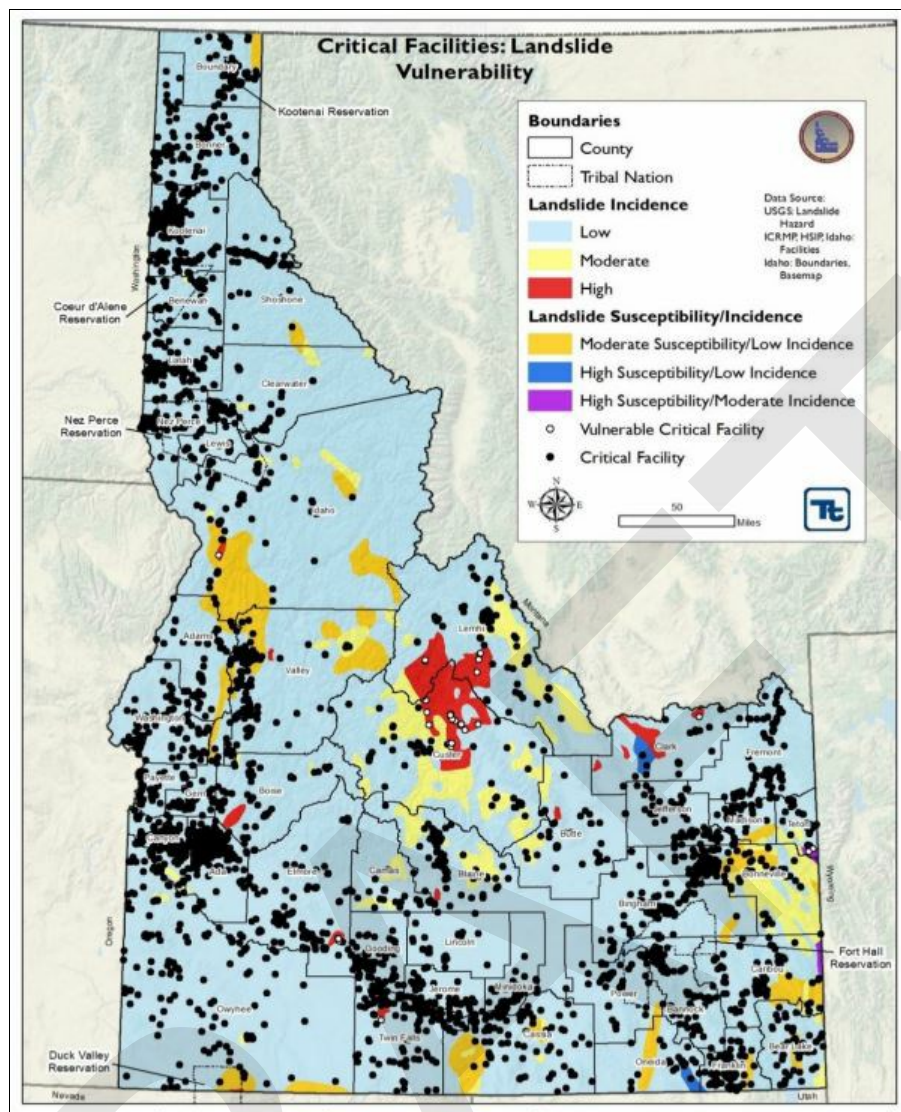 Critical Facilities: Landslide
Vulnerability
Boundaries
County
Tribal Nation
Landslide Incidence
Low
Moderate
High
Landslide Susceptibility/Incidence
Moderate Susceptibility/Low Incidence
High Susceptibility/Low Incidence
High Susceptibility/Moderate Incidence
Vulnerable Critical Facility
Critical Facility
Data Source:
USGS: Landslide
Hazard
ICRMP, HSIP, Idaho:
Facilities
Idaho: Boundaries,
Basemap
N
W
E
S
50
Miles
Tt
Boundary
Kootenai Reservation
Bonner
Kootenai
Washington
Coeur d'Alene
Reservation
Benewah
Shoshone
Latah
Clearwater
Nez Perce
Reservation
Nez Perce
Lewis
Idaho
Montana
Lemhi
Adams
Valley
Washington
Custer
Clark
Fremont
Payette
Gem
Boise
Jefferson
Madison
Teton
Butte
Canyon
Ada
Elmore
Camas
Blaine
Bonneville
Wyoming
Bingham
Oregon
Gooding
Lincoln
Fort Hall
Reservation
Caribou
Jerome
Minidoka
Power
Bannock
Owyhee
Twin Falls
Cassia
Oneida
Bear Lake
Franklin
Duck Valley
Reservation
Nevada
Utah
DRAFT